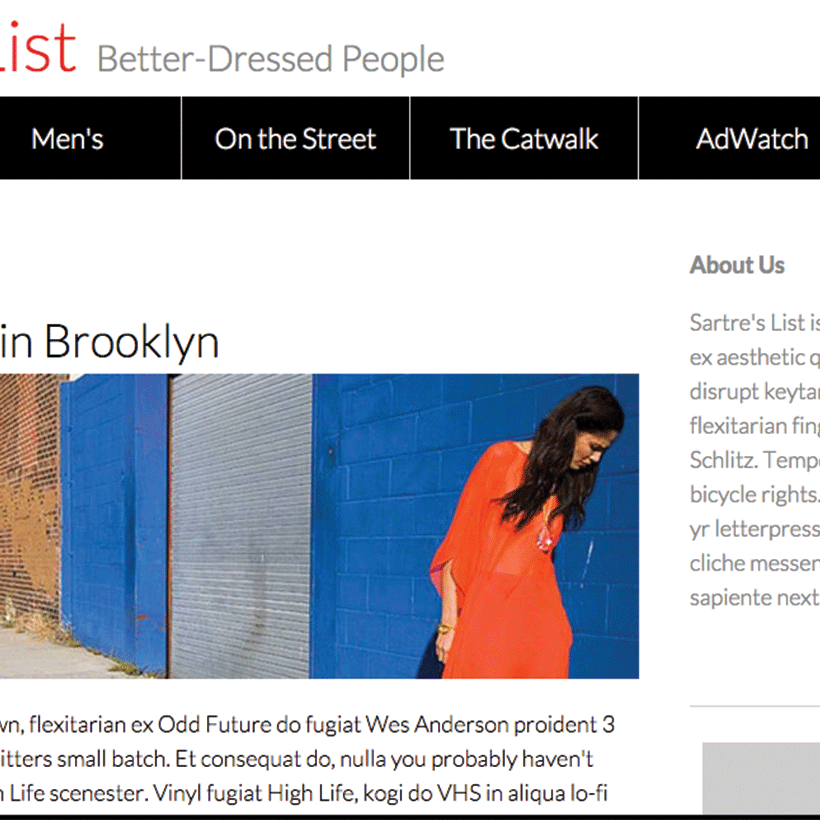 ist Better-Dressed People
Men's On the Street The Catwalk AdWatch
in Brooklyn
wn, flexitarian ex Odd Future do fugiat Wes Anderson proident 3
itters small batch. Et consequat do, nulla you probably haven't
Life scenester. Vinyl fugiat High Life, kogi do VHS in aliqua lo-fi
About Us
Sartre's List is
ex aesthetic q
disrupt keytar
flexitarian fing
Schlitz. Tempo
bicycle rights.
yr letterpress
cliche messen
sapiente next